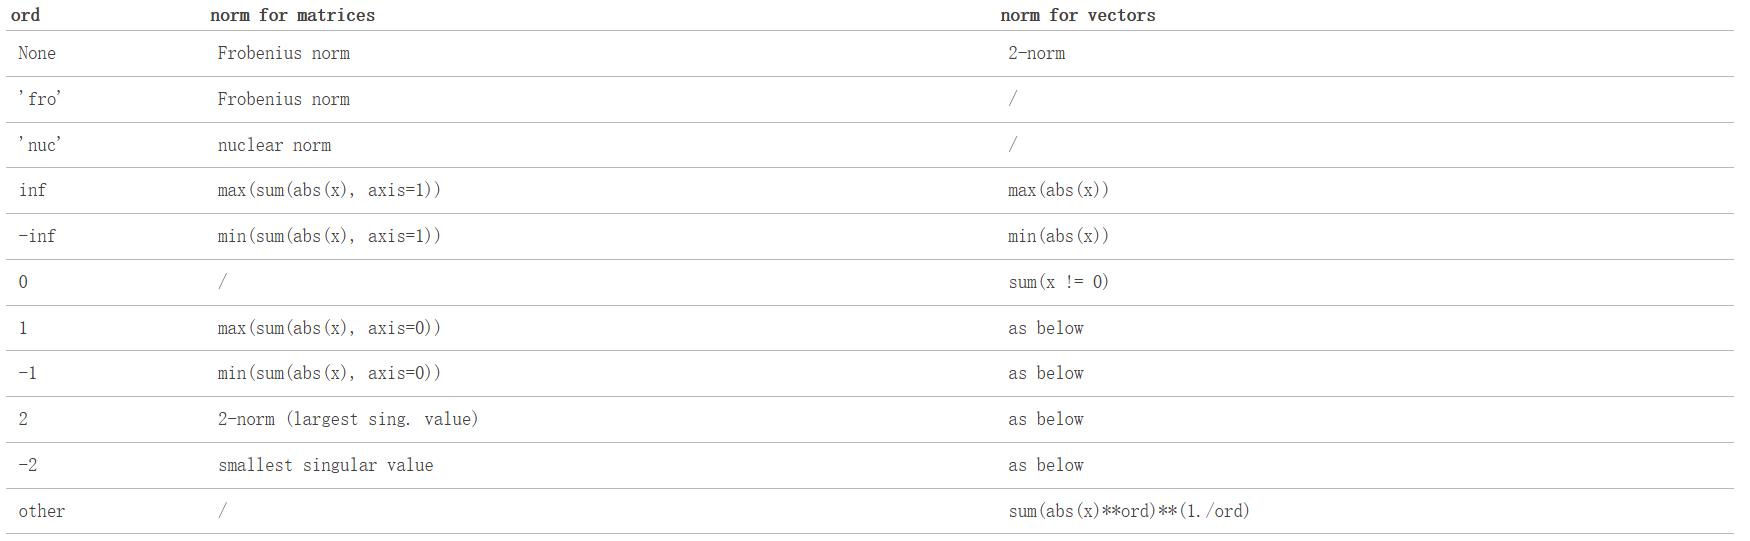 ord norm for matrices norm for vectors
None Frobenius norm 2-norm
'fro' Frobenius norm /
'nuc' nuclear norm /
inf max(sum(abs(x), axis=1)) max(abs(x))
-inf min(sum(abs(x), axis=1)) min(abs(x))
0 / sum(x != 0)
1 max(sum(abs(x), axis=0)) as below
-1 min(sum(abs(x), axis=0)) as below
2 2-norm (largest sing. value) as below
-2 smallest singular value as below
other / sum(abs(x)**ord)**(1./ord)